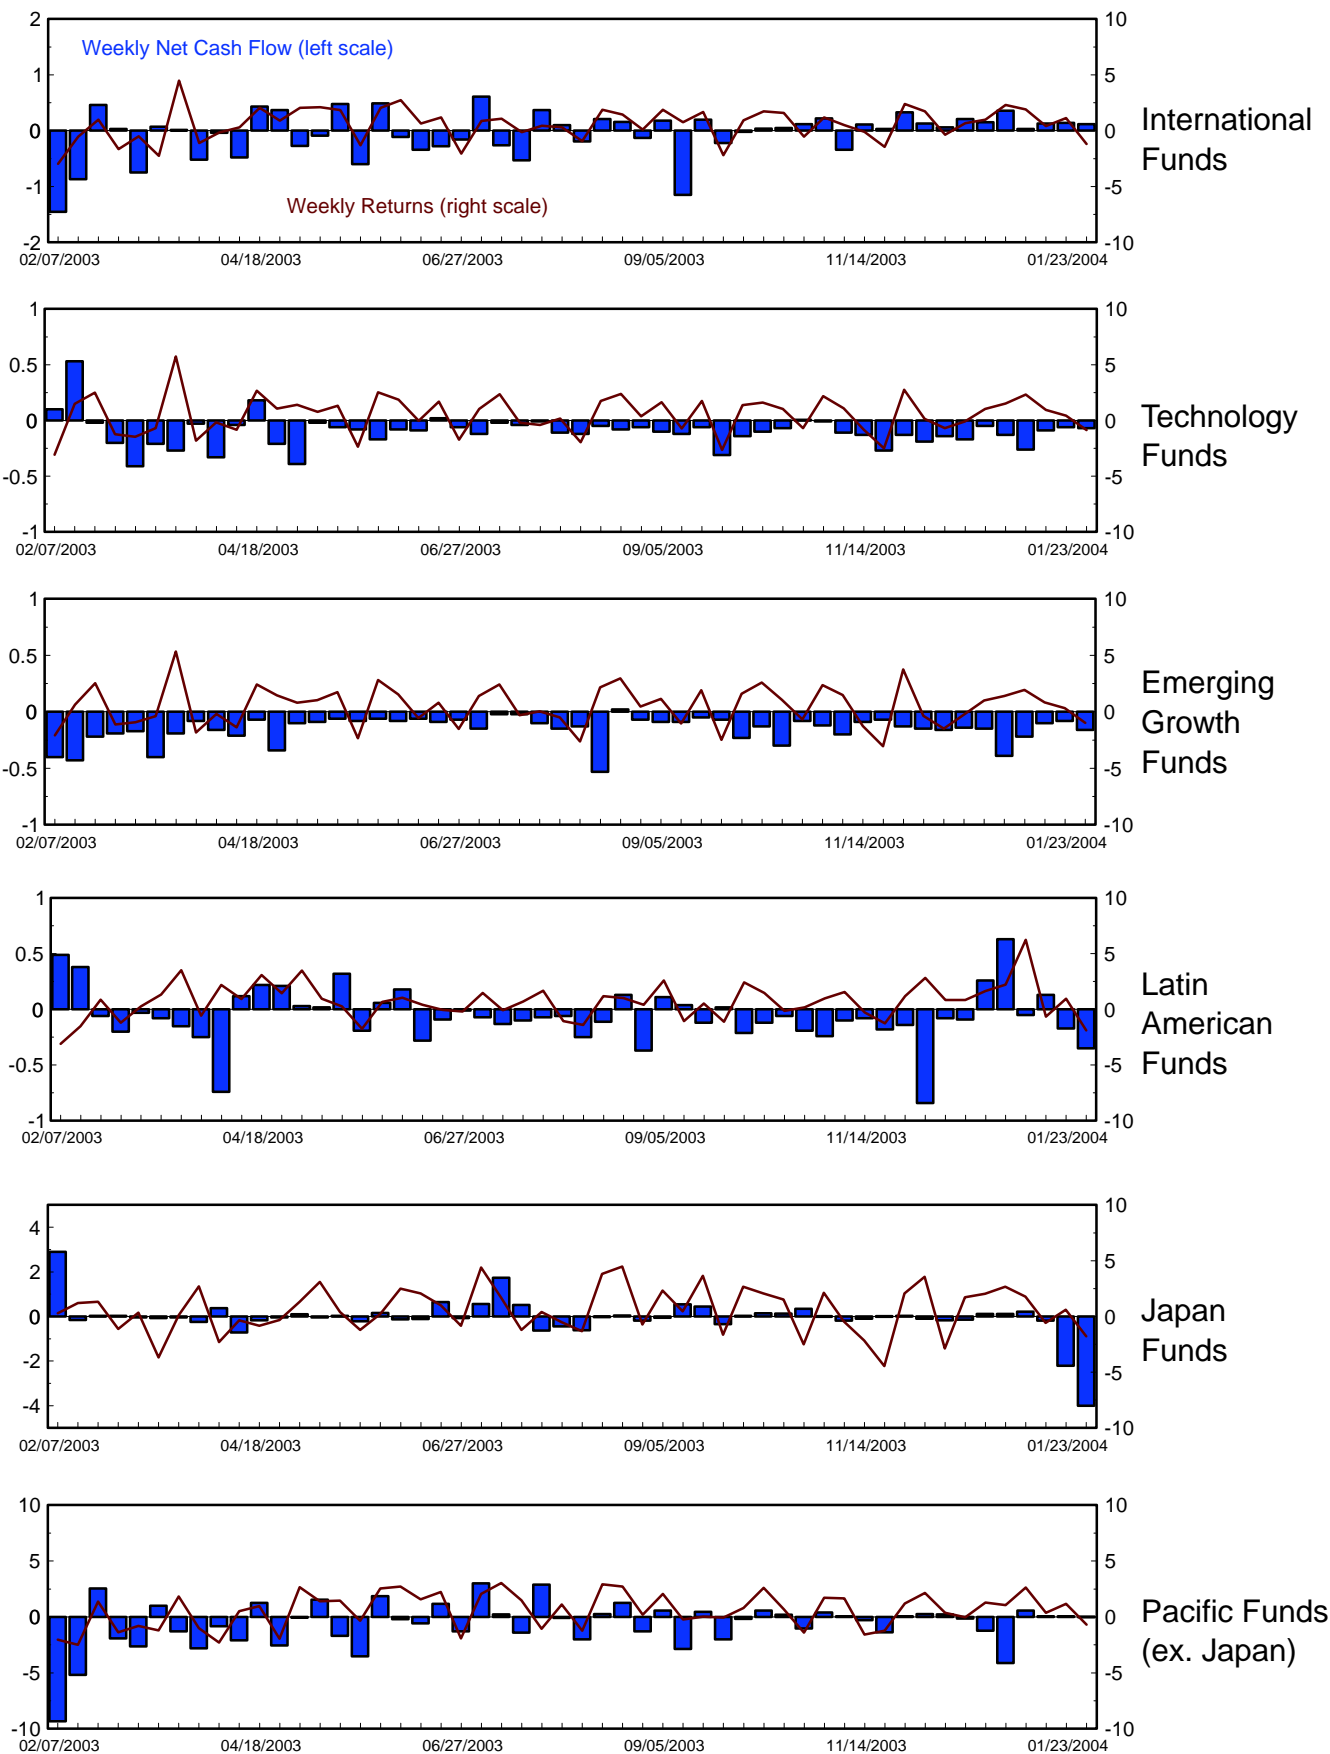 2
1
0
-1
-2
Weekly Net Cash Flow (left scale)
Weekly Returns (right scale)
10
5
0
-5
-10
02/07/2003 04/18/2003 06/27/2003 09/05/2003 11/14/2003 01/23/2004
International
Funds
1
0.5
0
-0.5
-1
10
5
0
-5
-10
02/07/2003 04/18/2003 06/27/2003 09/05/2003 11/14/2003 01/23/2004
Technology
Funds
1
0.5
0
-0.5
-1
10
5
0
-5
-10
02/07/2003 04/18/2003 06/27/2003 09/05/2003 11/14/2003 01/23/2004
Emerging
Growth
Funds
1
0.5
0
-0.5
-1
10
5
0
-5
-10
02/07/2003 04/18/2003 06/27/2003 09/05/2003 11/14/2003 01/23/2004
Latin
American
Funds
4
2
0
-2
-4
10
5
0
-5
-10
02/07/2003 04/18/2003 06/27/2003 09/05/2003 11/14/2003 01/23/2004
Japan
Funds
10
5
0
-5
-10
10
5
0
-5
-10
02/07/2003 04/18/2003 06/27/2003 09/05/2003 11/14/2003 01/23/2004
Pacific Funds
(ex. Japan)